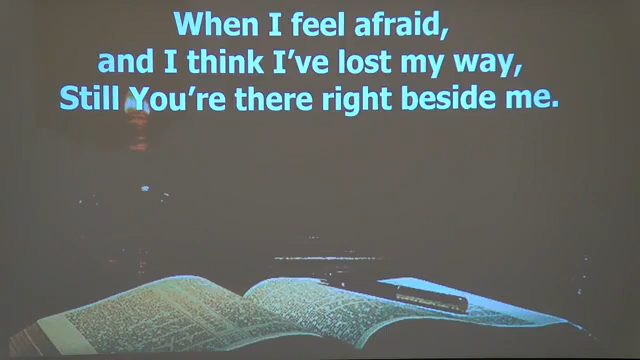 When I feel afraid,
and I think I've lost my way,
Still You're there right beside me.